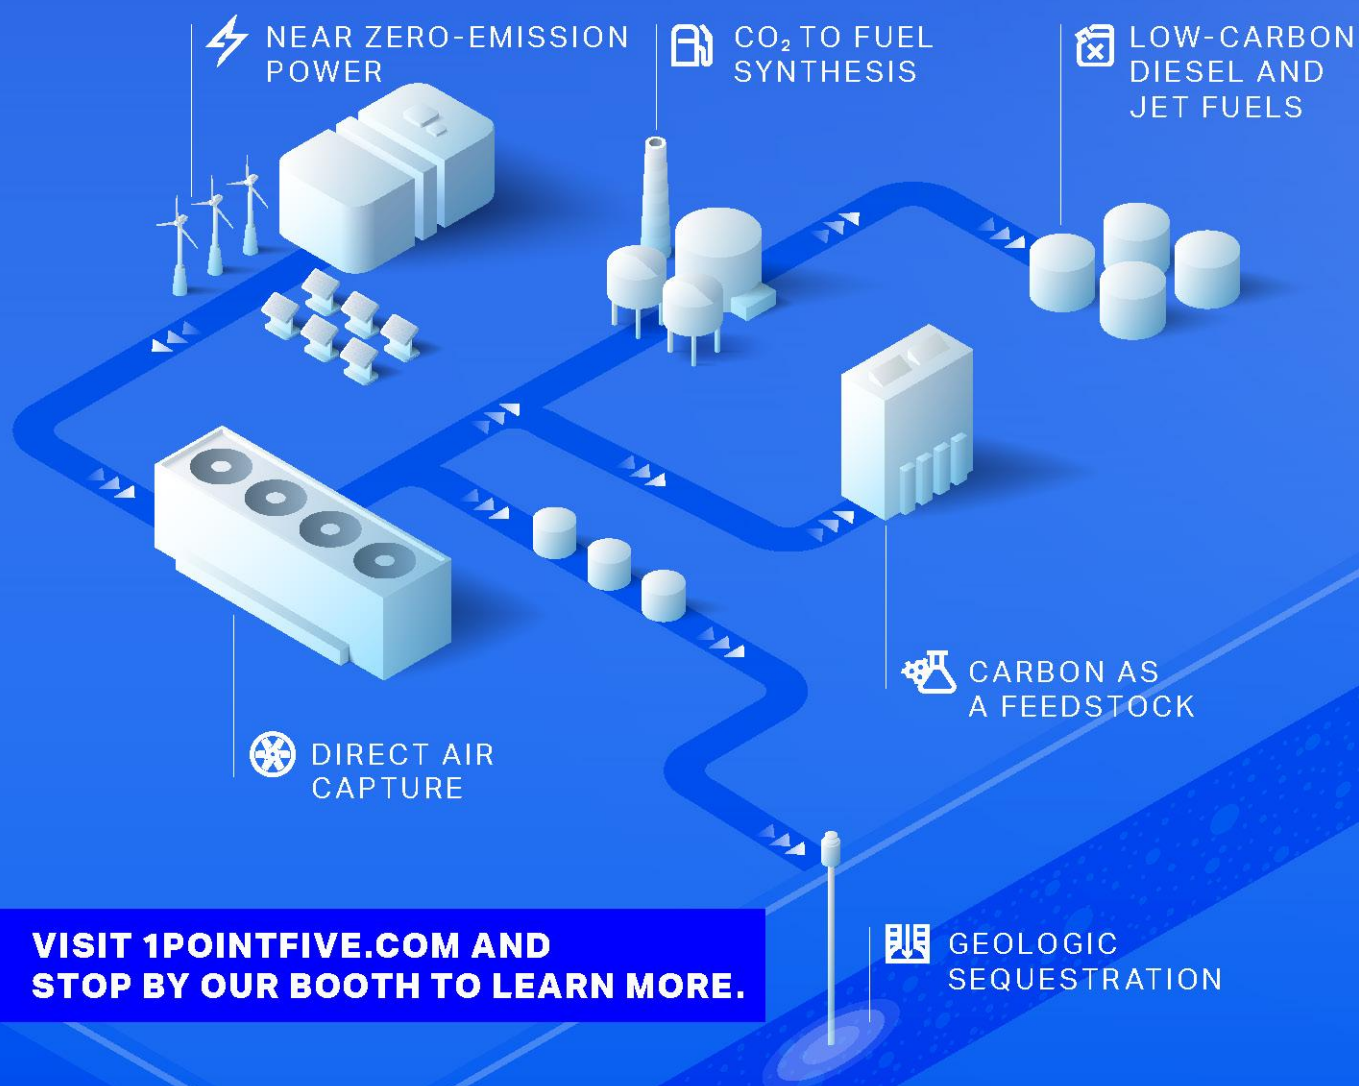 NEAR ZERO-EMISSION
POWER
CO₂ TO FUEL
SYNTHESIS
LOW-CARBON
DIESEL AND
JET FUELS
CARBON AS
A FEEDSTOCK
DIRECT AIR
CAPTURE
VISIT 1POINTFIVE.COM AND
STOP BY OUR BOOTH TO LEARN MORE.
GEOLOGIC
SEQUESTRATION